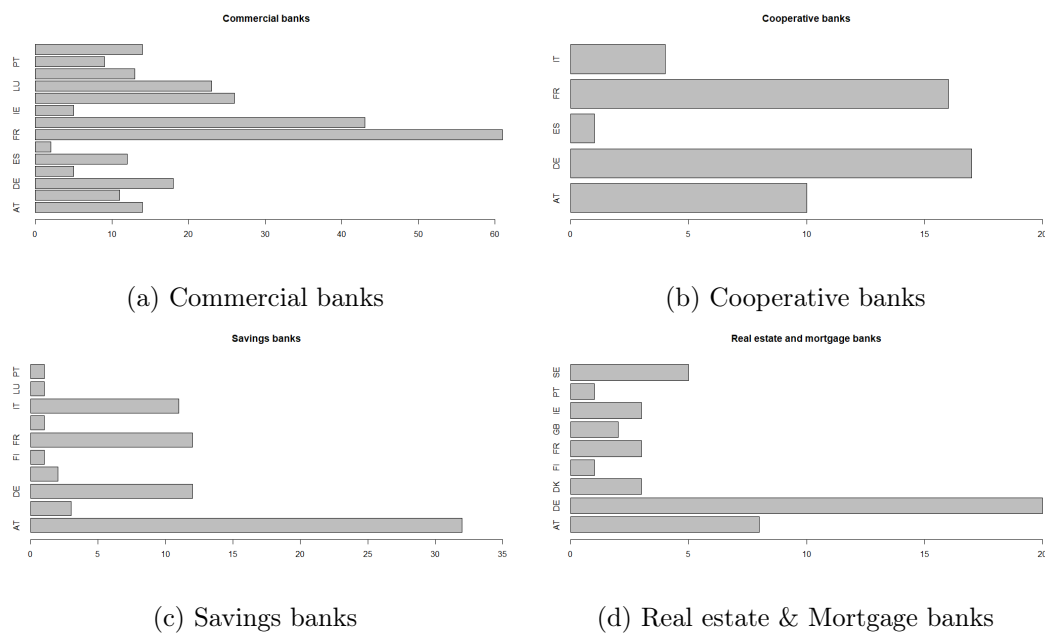 Commercial banks
PT
LU
IE
FR
ES
DE
AT
0 10 20 30 40 50 60
(a) Commercial banks
Cooperative banks
IT
FR
ES
DE
AT
0 5 10 15 20
(b) Cooperative banks
Savings banks
PT
LU
IT
FR
FI
DE
AT
0 5 10 15 20 25 30 35
(c) Savings banks
Real estate and mortgage banks
SE
PT
IE
GB
FR
FI
DK
DE
AT
0 5 10 15 20
(d) Real estate & Mortgage banks